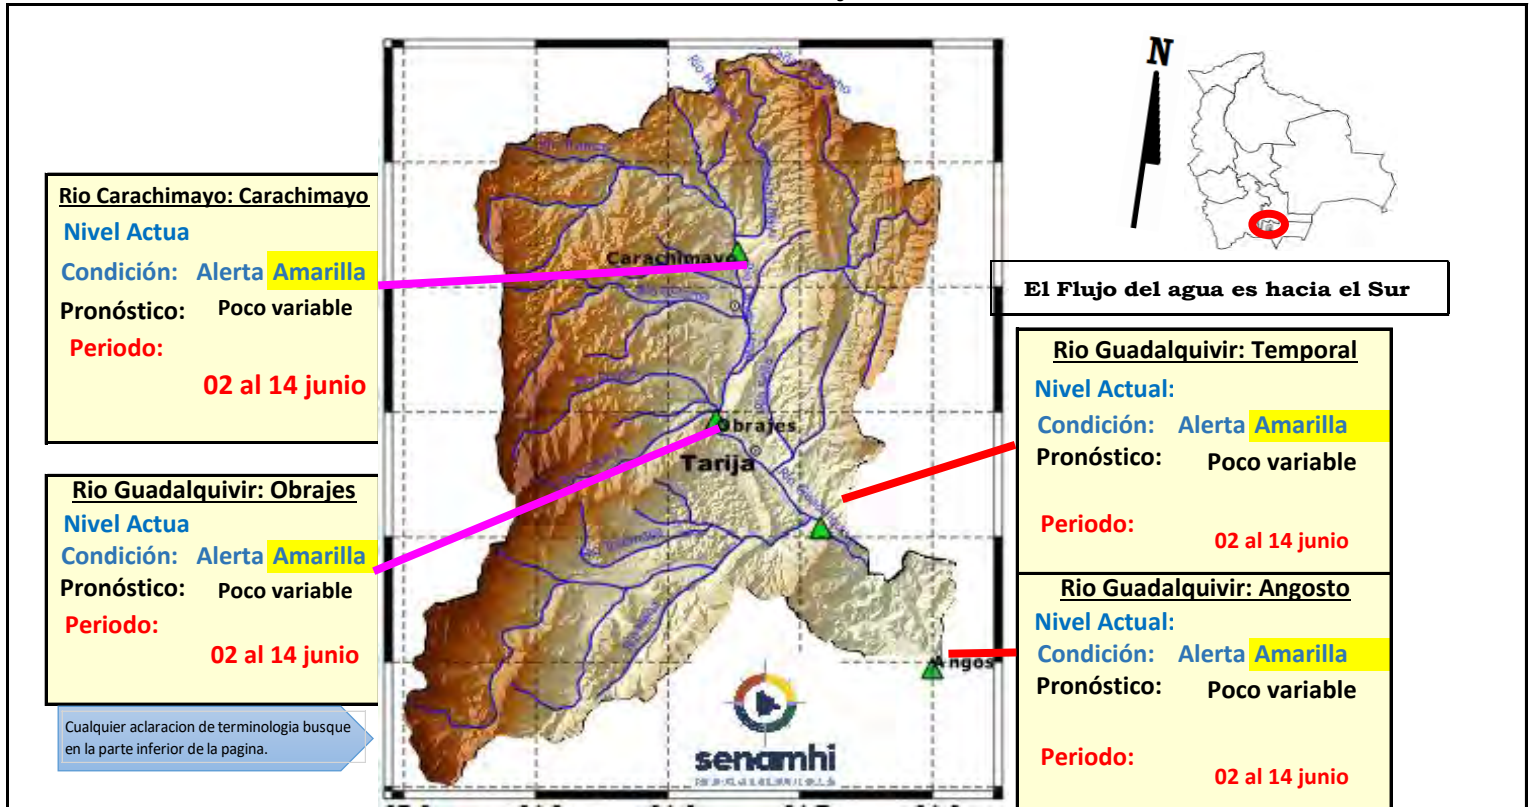 N
El Flujo del agua es hacia el Sur
Rio Carachimayo: Carachimayo
Nivel Actua
Condición: Alerta Amarilla
Pronóstico: Poco variable
Periodo:
02 al 14 junio
Rio Guadalquivir: Obrajes
Nivel Actua
Condición: Alerta Amarilla
Pronóstico: Poco variable
Periodo:
02 al 14 junio
Cualquier aclaracion de terminologia busque
en la parte inferior de la pagina.
Carachimayo
Obrajes
Tarija
Angos
senamhi
Rio Guadalquivir: Temporal
Nivel Actual:
Condición: Alerta Amarilla
Pronóstico: Poco variable
Periodo:
02 al 14 junio
Rio Guadalquivir: Angosto
Nivel Actual:
Condición: Alerta Amarilla
Pronóstico: Poco variable
Periodo:
02 al 14 junio